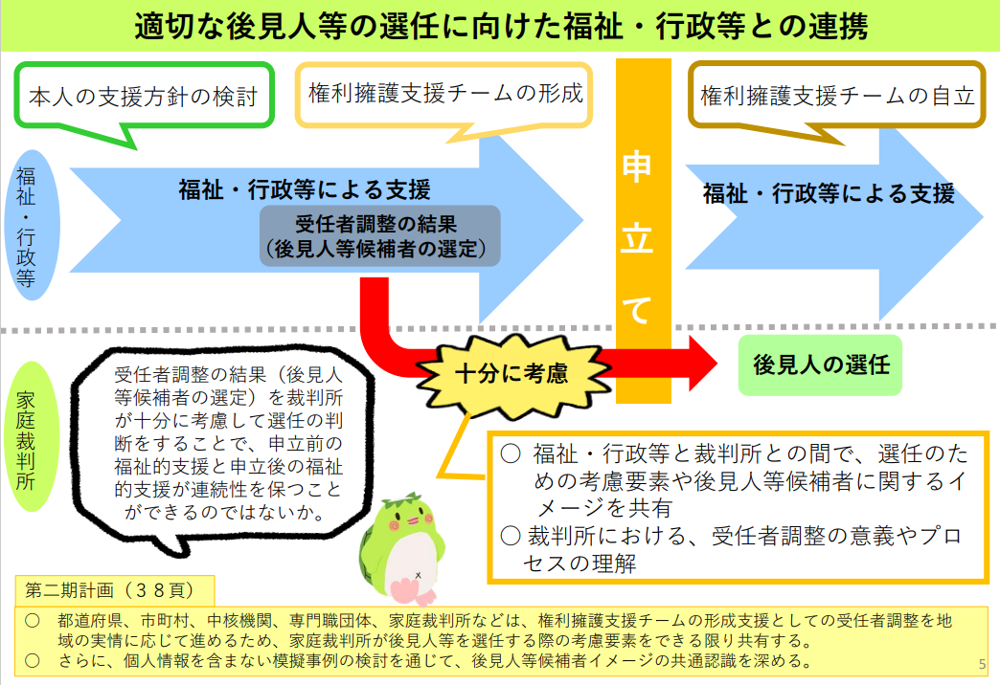 適切な後見人等の選任に向けた福祉・行政等との連携
本人の支援方針の検討
権利擁護支援チームの形成
権利擁護支援チームの自立
申立て
福祉・行政等
福祉・行政等による支援
受任者調整の結果
（後見人等候補者の選定）
福祉・行政等による支援
家庭裁判所
受任者調整の結果（後見人
等候補者の選定）を裁判所
が十分に考慮して選任の判
断をすることで、申立前の
福祉的支援と申立後の福祉
的支援が連続性を保つこと
ができるのではないか。
十分に考慮
後見人の選任
○ 福祉・行政等と裁判所との間で、選任のた
めの考慮要素や後見人等候補者に関するイ
メージを共有
○ 裁判所における、受任者調整の意義やプロ
セスの理解
第二期計画（３８頁）
○ 都道府県、市町村、中核機関、専門職団体、家庭裁判所などは、権利擁護支援チームの形成支援としての受任者調整を地
域の実情に応じて進めるため、家庭裁判所が後見人等を選任する際の考慮要素をできる限り共有する。
○ さらに、個人情報を含まない模擬事例の検討を通じて、後見人等候補者イメージの共通認識を深める。
5